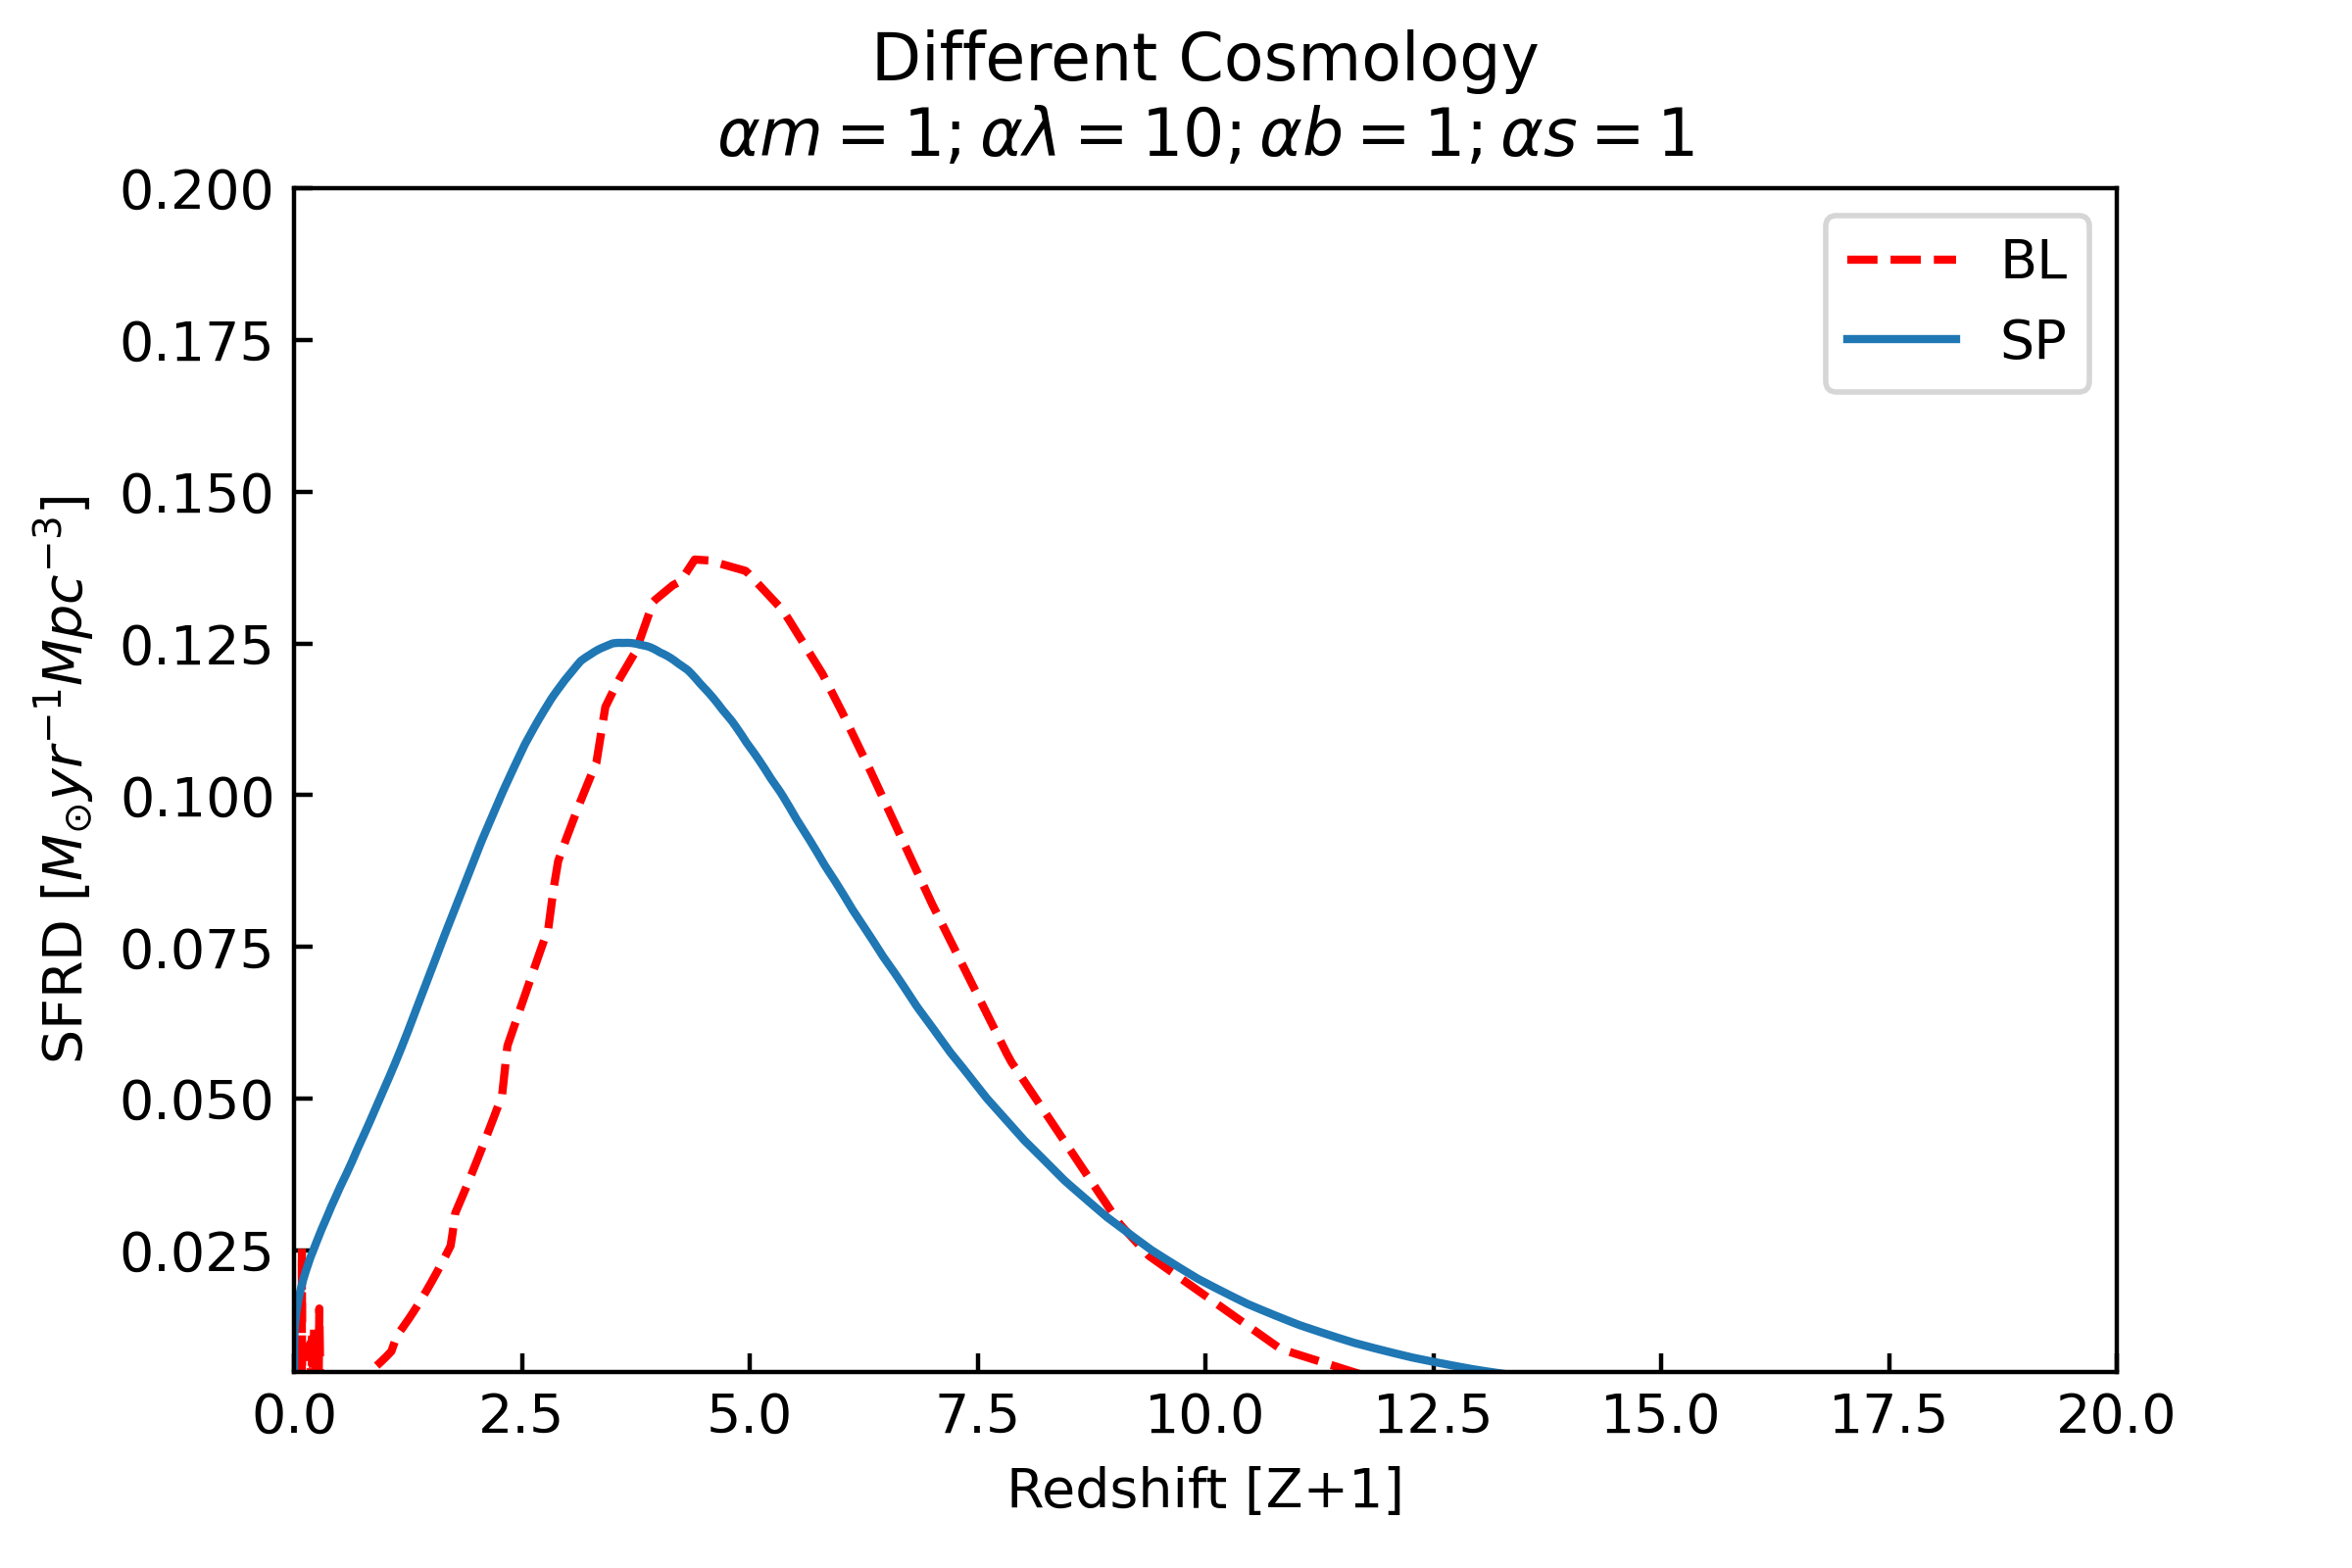 Different Cosmology
αm = 1; αλ = 10; αb = 1; αs = 1
0.200
0.175
0.150
0.125
0.100
0.075
0.050
0.025
SFRD [M⊙yr⁻¹Mpc⁻³]
BL
SP
0.0 2.5 5.0 7.5 10.0 12.5 15.0 17.5 20.0
Redshift [Z+1]